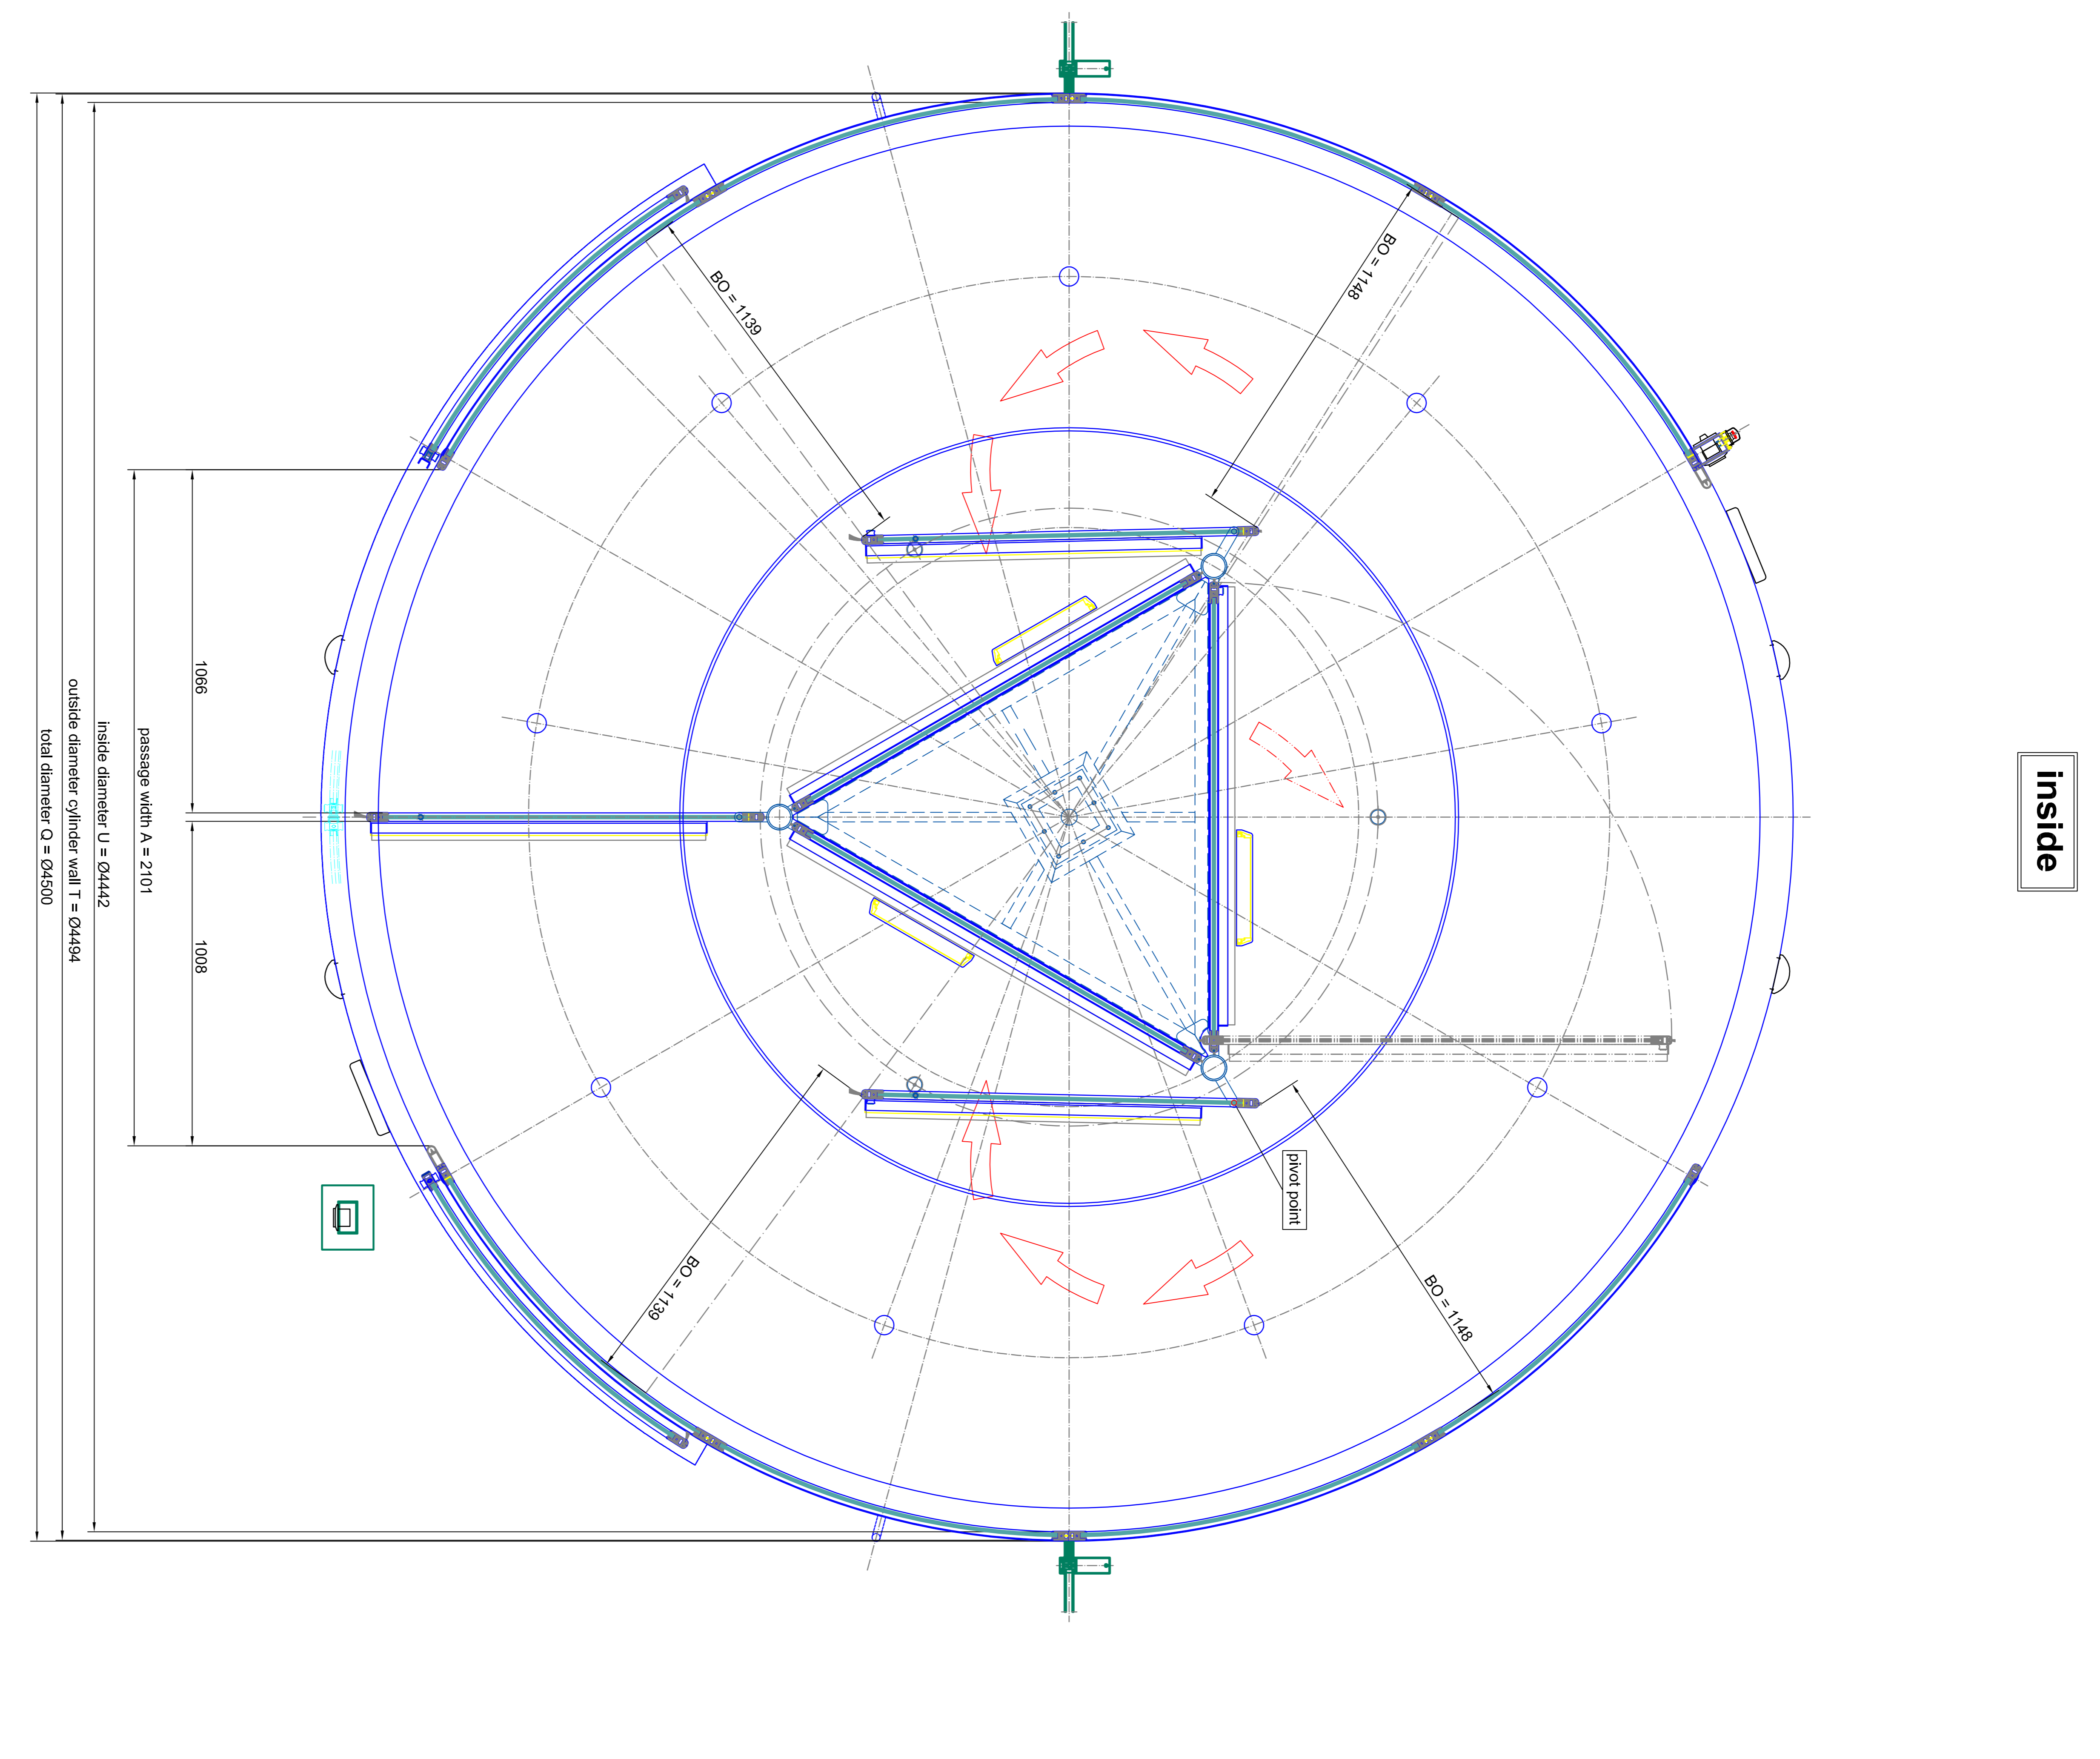 inside
BO = 1148
BO = 1139
1066
1008
passage width A = 2101
inside diameter U = Ø4442
outside diameter cylinder wall T = Ø4494
total diameter Q = Ø4500
pivot point
BO = 1139
BO = 1148